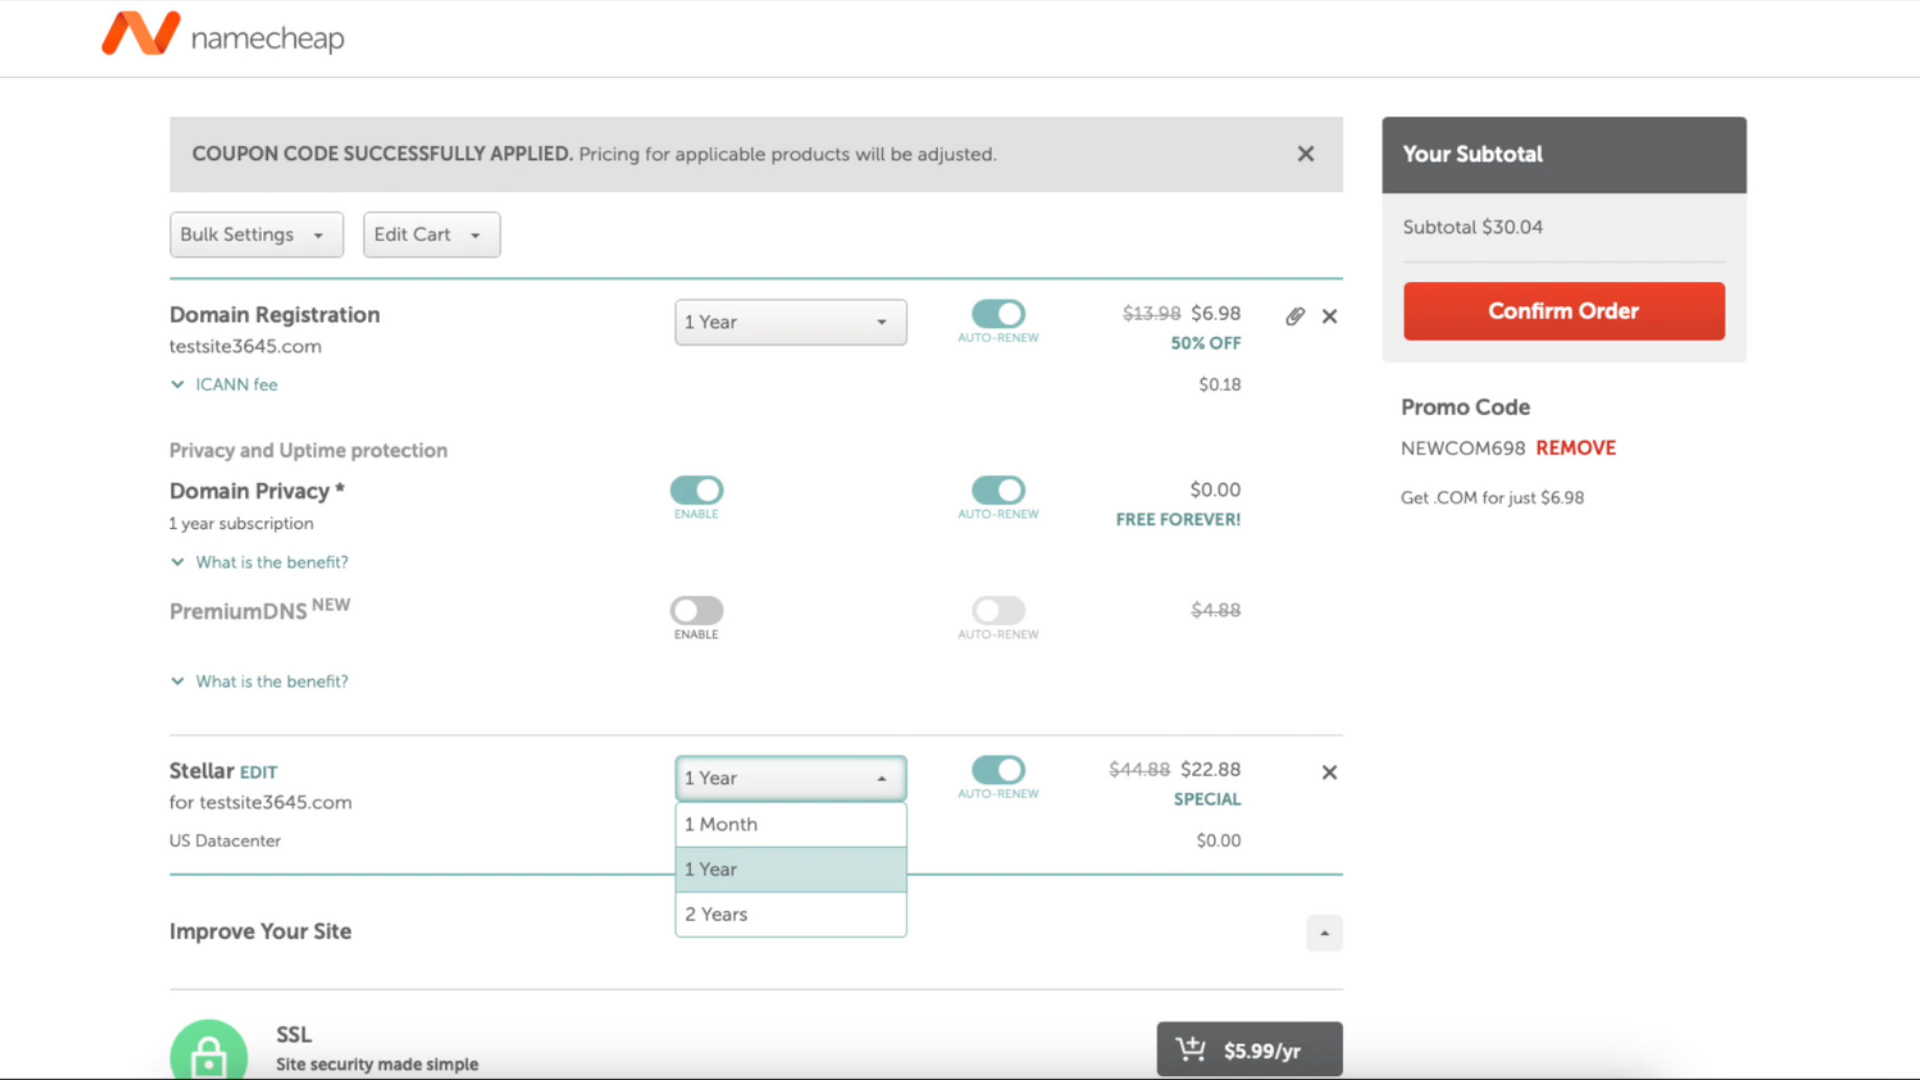 namecheap
COUPON CODE SUCCESSFULLY APPLIED. Pricing for applicable products will be adjusted.
Your Subtotal
Subtotal $30.04
Confirm Order
Promo Code
NEWCOM698 REMOVE
Get .COM for just $6.98
Bulk Settings
Edit Cart
Domain Registration
1 Year
$13.98 $6.98
AUTO-RENEW
50% OFF
testsite3645.com
ICANN fee
$0.18
Privacy and Uptime protection
Domain Privacy *
$0.00
ENABLE
AUTO-RENEW
FREE FOREVER!
1 year subscription
What is the benefit?
PremiumDNS NEW
$4.88
ENABLE
AUTO-RENEW
What is the benefit?
Stellar EDIT
1 Year
$44.88 $22.88
AUTO-RENEW
SPECIAL
for testsite3645.com
1 Month
US Datacenter
$0.00
1 Year
2 Years
Improve Your Site
SSL
Site security made simple
$5.99/yr